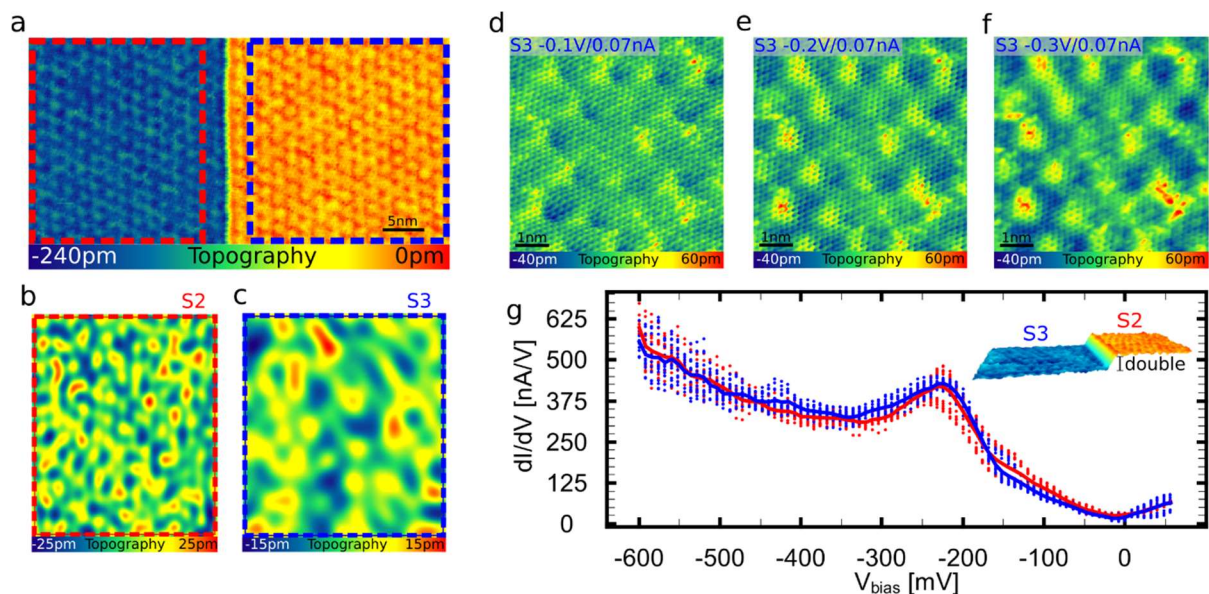 a
5nm
-240pm Topography 0pm
b
S2
-25pm Topography 25pm
c
S3
-15pm Topography 15pm
d
S3 -0.1V/0.07nA
1nm
-40pm Topography 60pm
e
S3 -0.2V/0.07nA
1nm
-40pm Topography 60pm
f
S3 -0.3V/0.07nA
1nm
-40pm Topography 60pm
g
S3
S2
Idouble
dI/dV [nA/V]
625
500
375
250
125
0
-600 -500 -400 -300 -200 -100 0
Vbias [mV]